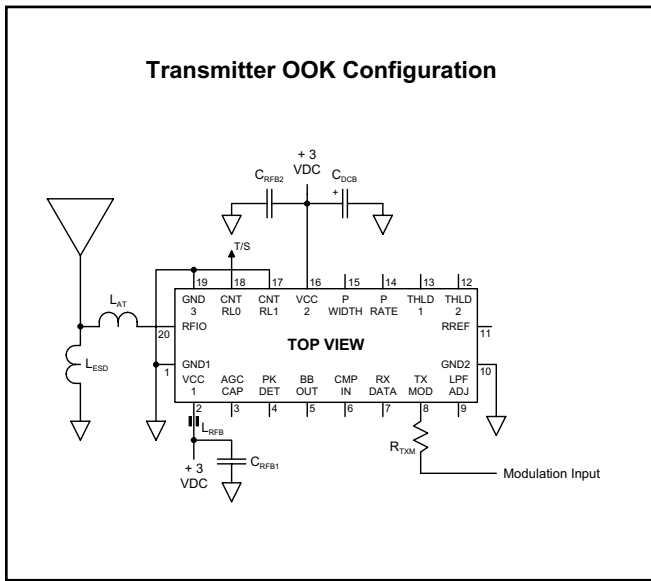 Transmitter OOK Configuration
+ 3
VDC
CRFB2
CDCB
+
T/S
19 18 17 16 15 14 13 12
GND 3
CNT RL0
CNT RL1
VCC 2
P WIDTH
P RATE
THLD 1
THLD 2
LAT
20
RFIO
RREF
11
TOP VIEW
LESD
1
GND1
GND2
10
VCC 1
AGC CAP
PK DET
BB OUT
CMP IN
RX DATA
TX MOD
LPF ADJ
2 3 4 5 6 7 8 9
LRFB
CRFB1
+ 3
VDC
RTXM
Modulation Input